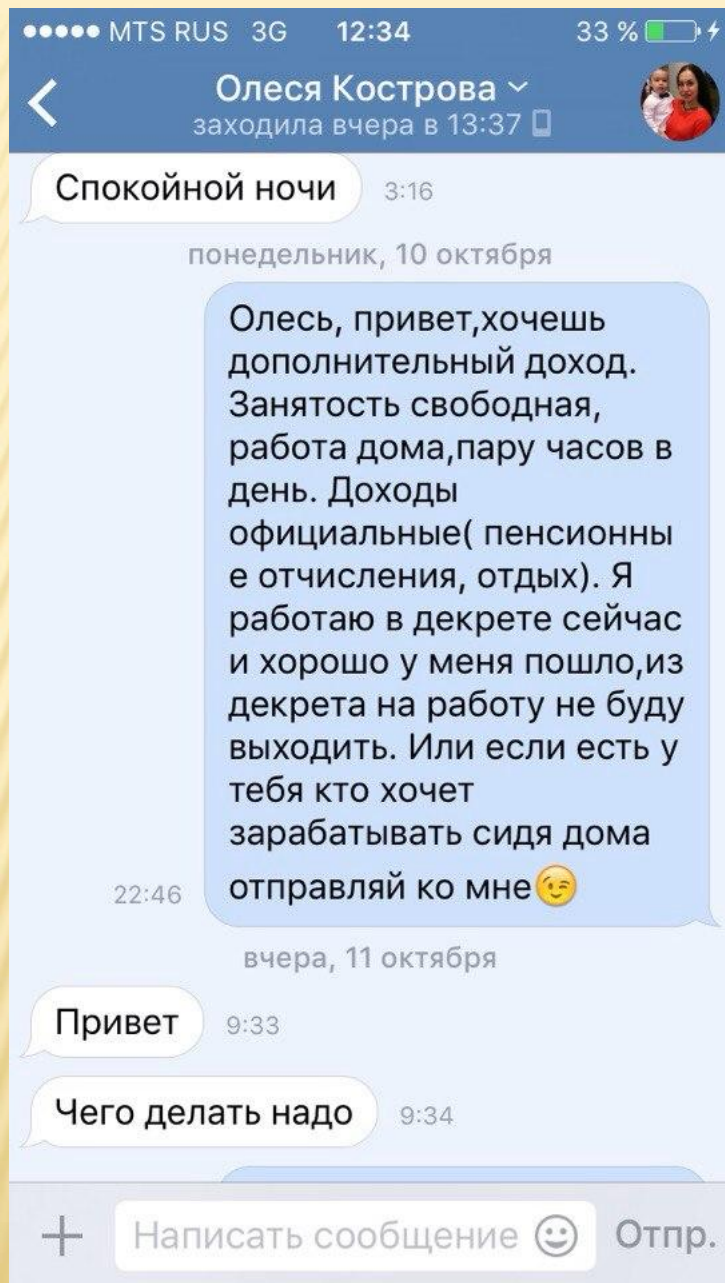 MTS RUS 3G 12:34 33 %
Олеся Кострова
заходила вчера в 13:37
Спокойной ночи 3:16
понедельник, 10 октября
Олесь, привет,хочешь
дополнительный доход.
Занятость свободная,
работа дома,пару часов в
день. Доходы
официальные( пенсионны
е отчисления, отдых). Я
работаю в декрете сейчас
и хорошо у меня пошло,из
декрета на работу не буду
выходить. Или если есть у
тебя кто хочет
зарабатывать сидя дома
22:46 отправляй ко мне😉
вчера, 11 октября
Привет 9:33
Чего делать надо 9:34
Написать сообщение Отпр.